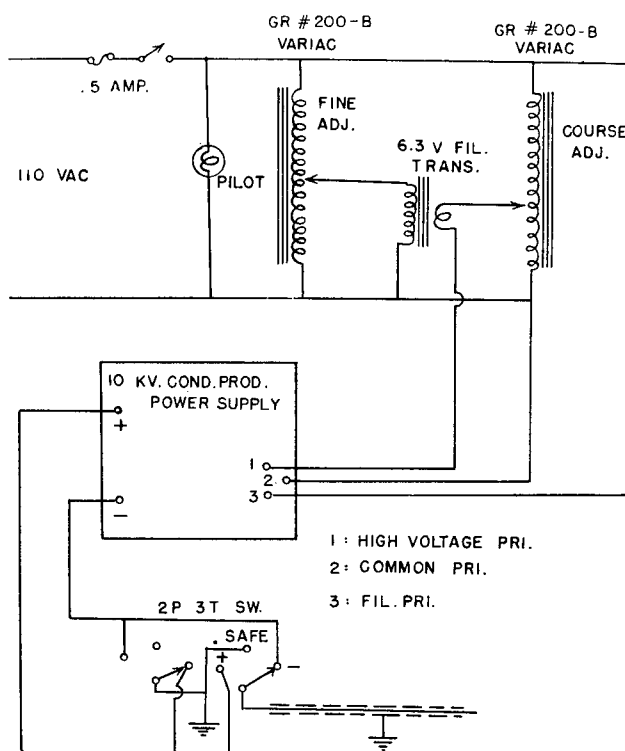 GR # 200-B
VARIAC
GR # 200-B
VARIAC
.5 AMP.
FINE
ADJ.
6.3 V FIL.
TRANS.
COURSE
ADJ.
110 VAC
PILOT
10 KV. COND. PROD.
POWER SUPPLY
+
1
2
3
-
1 : HIGH VOLTAGE PRI.
2: COMMON PRI.
3 : FIL. PRI.
2P 3T SW.
SAFE
+
-